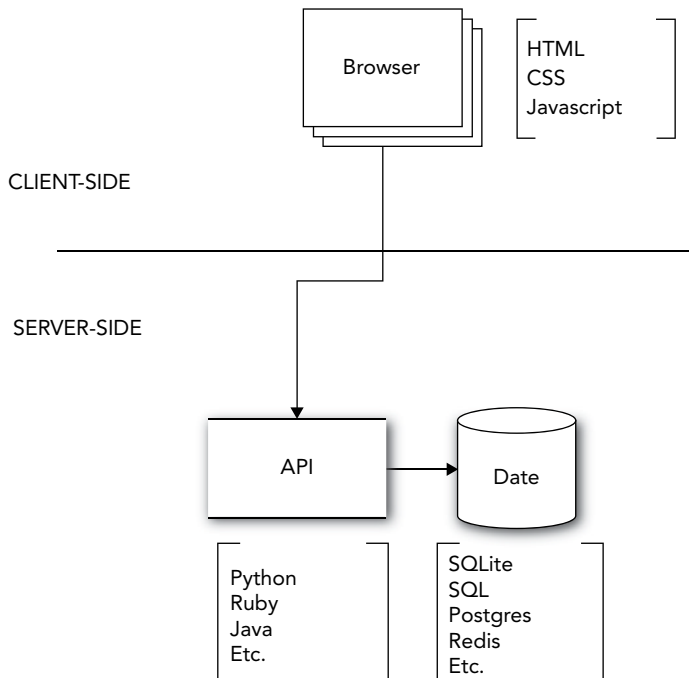 Browser
HTML
CSS
Javascript
CLIENT-SIDE
SERVER-SIDE
API
Date
Python
Ruby
Java
Etc.
SQLite
SQL
Postgres
Redis
Etc.